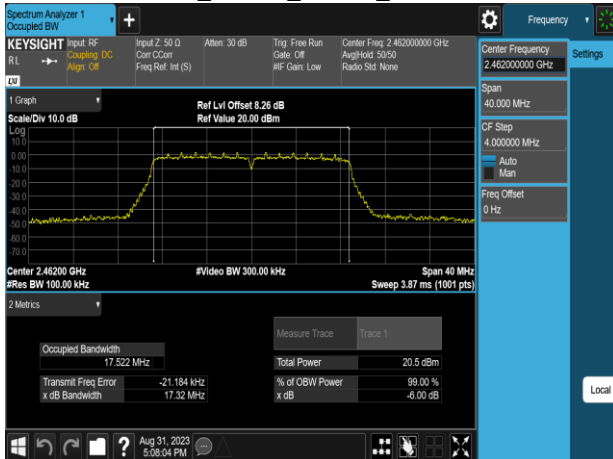 Spectrum Analyzer 1
Occupied BW
Frequency
KEYSIGHT
Input: RF
Coupling: DC
Align: Off
RL
LXI
Input Z: 50 Ω
Corr CCorr
Freq Ref: Int (S)
Atten: 30 dB
Trig: Free Run
Gate: Off
#IF Gain: Low
Center Freq: 2.462000000 GHz
Avg|Hold: 50/50
Radio Std: None
Center Frequency
2.462000000 GHz
Settings
Span
40.000 MHz
CF Step
4.000000 MHz
Auto
Man
Freq Offset
0 Hz
1 Graph
Scale/Div 10.0 dB
Ref Lvl Offset 8.26 dB
Ref Value 20.00 dBm
Log
10.0
0.00
-10.0
-20.0
-30.0
-40.0
-50.0
-60.0
-70.0
Center 2.46200 GHz
#Video BW 300.00 kHz
Span 40 MHz
#Res BW 100.00 kHz
Sweep 3.87 ms (1001 pts)
2 Metrics
Measure Trace
Trace 1
Occupied Bandwidth
17.522 MHz
Total Power
20.5 dBm
Transmit Freq Error
-21.184 kHz
% of OBW Power
99.00 %
x dB Bandwidth
17.32 MHz
x dB
-6.00 dB
Local
?
Aug 31, 2023
5:08:04 PM